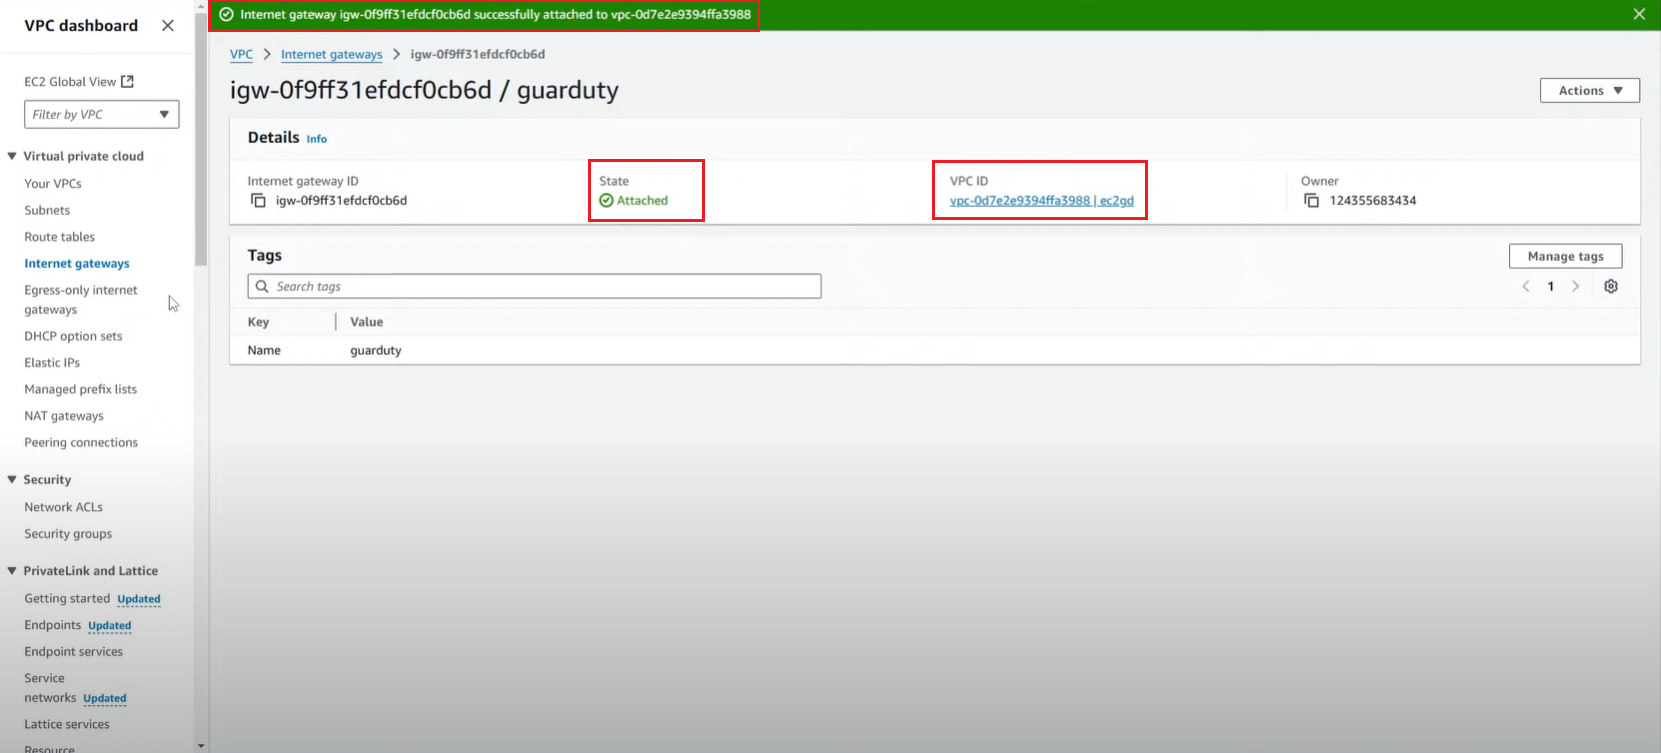 VPC dashboard
EC2 Global View
Filter by VPC
Virtual private cloud
Your VPCs
Subnets
Route tables
Internet gateways
Egress-only internet
gateways
DHCP option sets
Elastic IPs
Managed prefix lists
NAT gateways
Peering connections
Security
Network ACLs
Security groups
PrivateLink and Lattice
Getting started Updated
Endpoints Updated
Endpoint services
Service
networks Updated
Lattice services
Resource
Internet gateway igw-0f9ff31efdcf0cb6d successfully attached to vpc-0d7e2e9394ffa3988
VPC > Internet gateways > igw-0f9ff31efdcf0cb6d
igw-0f9ff31efdcf0cb6d / guarduty
Actions
Details Info
Internet gateway ID
igw-0f9ff31efdcf0cb6d
State
Attached
VPC ID
vpc-0d7e2e9394ffa3988 | ec2gd
Owner
124355683434
Tags
Manage tags
Search tags
1
Key Value
Name guarduty